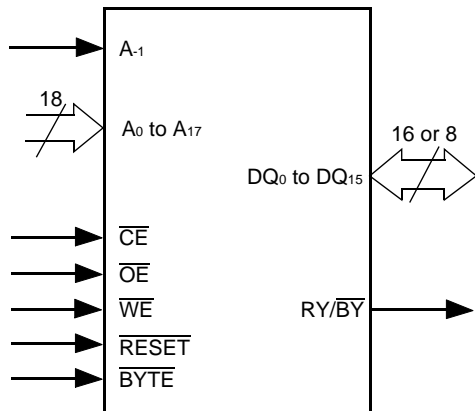 A-1
18
A0 to A17
16 or 8
DQ0 to DQ15
CE
OE
WE
RY/BY
RESET
BYTE